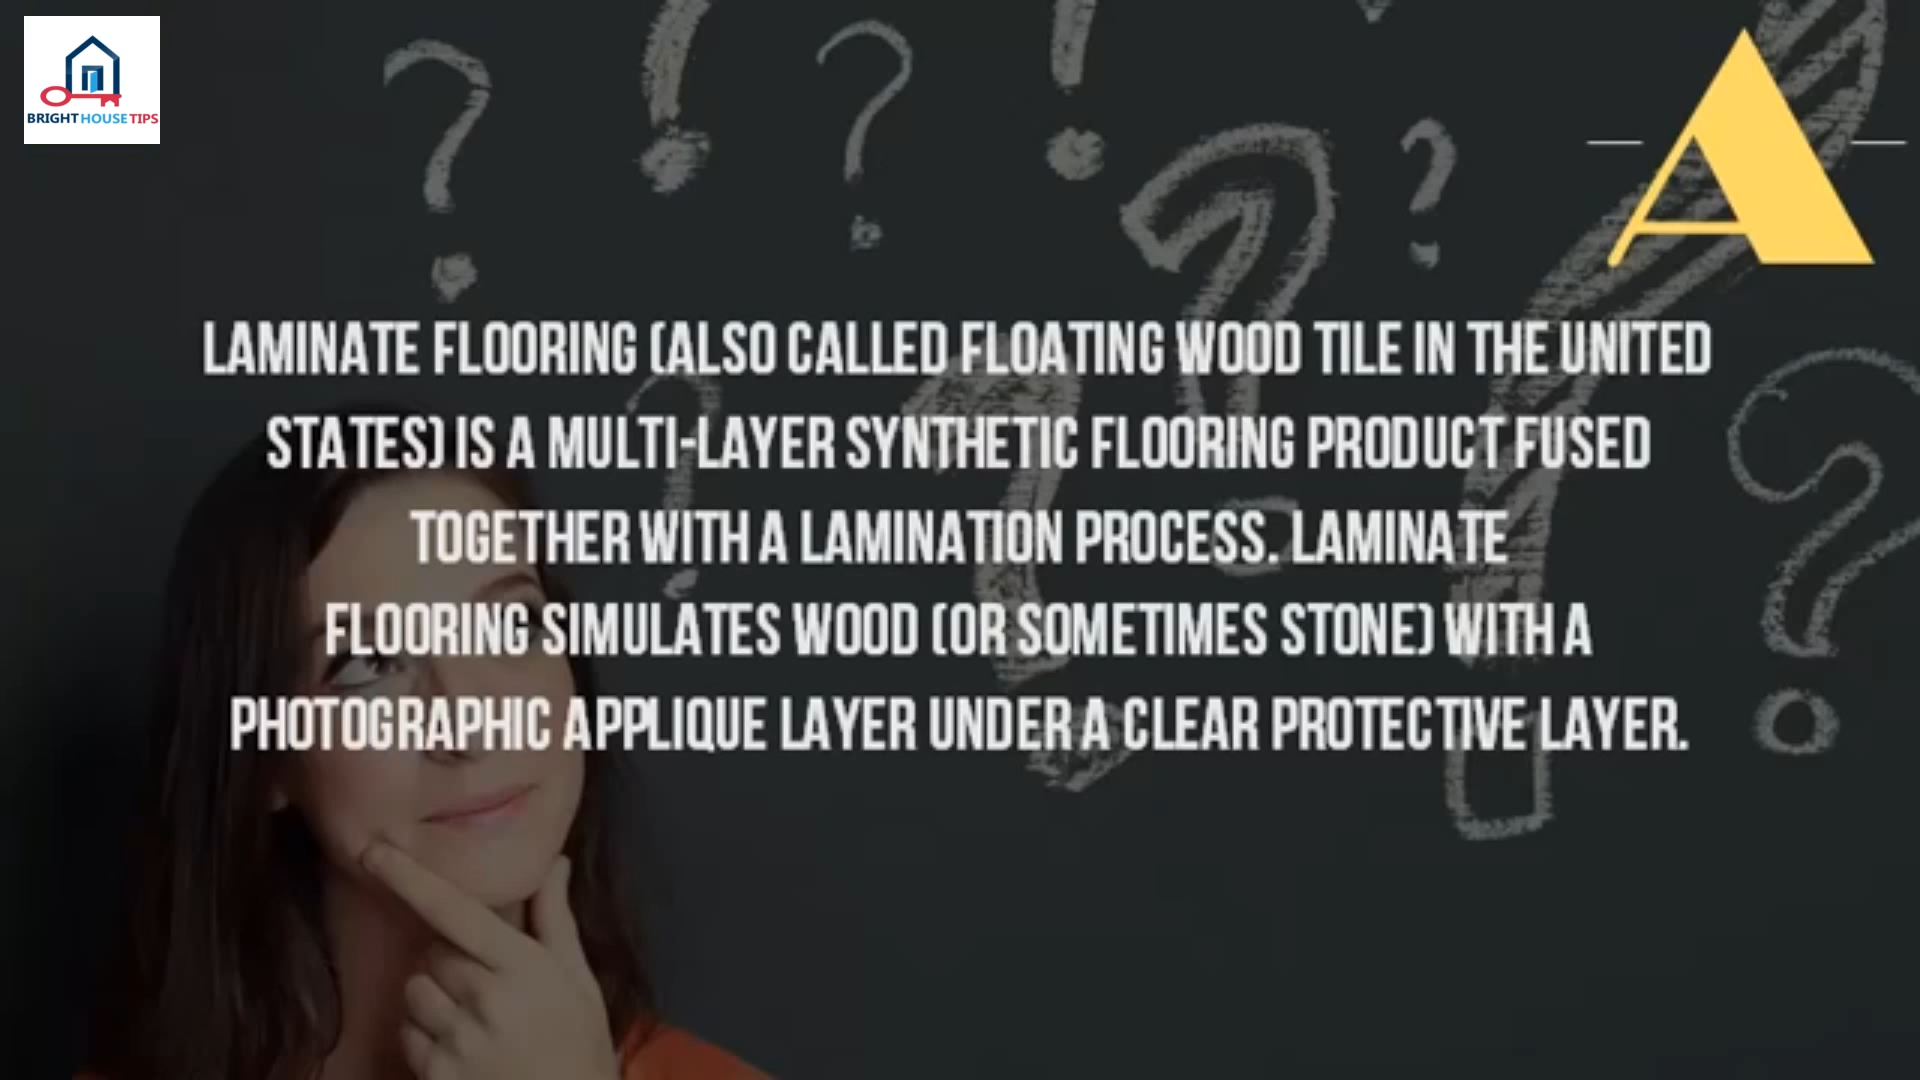 BRIGHT HOUSE TIPS
A
LAMINATE FLOORING (ALSO CALLED FLOATING WOOD TILE IN THE UNITED
STATES) IS A MULTI-LAYER SYNTHETIC FLOORING PRODUCT FUSED
TOGETHER WITH A LAMINATION PROCESS. LAMINATE
FLOORING SIMULATES WOOD (OR SOMETIMES STONE) WITH A
PHOTOGRAPHIC APPLIQUE LAYER UNDER A CLEAR PROTECTIVE LAYER.